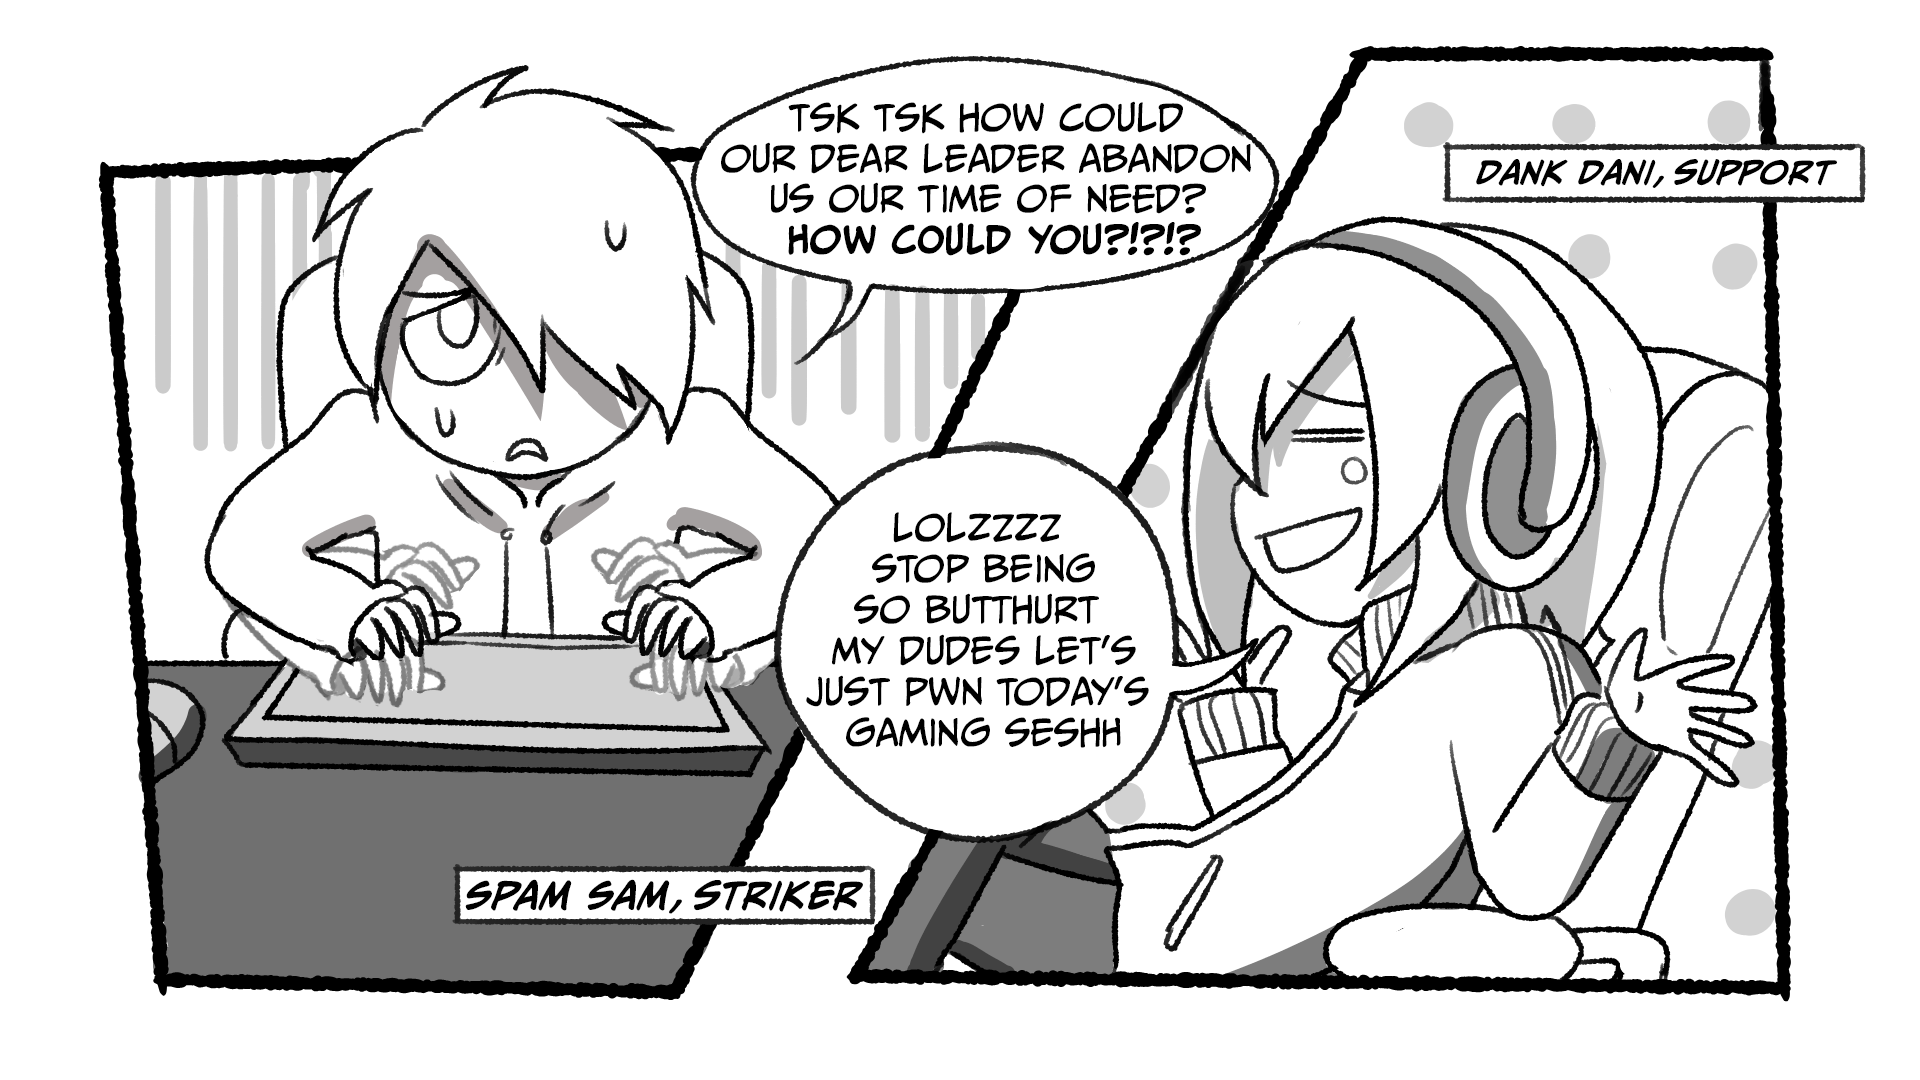 TSK TSK HOW COULD
OUR DEAR LEADER ABANDON
US OUR TIME OF NEED?
HOW COULD YOU?!?!?
DANK DANI, SUPPORT
LOLZZZZ
STOP BEING
SO BUTTHURT
MY DUDES LET'S
JUST PWN TODAY'S
GAMING SESHH
SPAM SAM, STRIKER